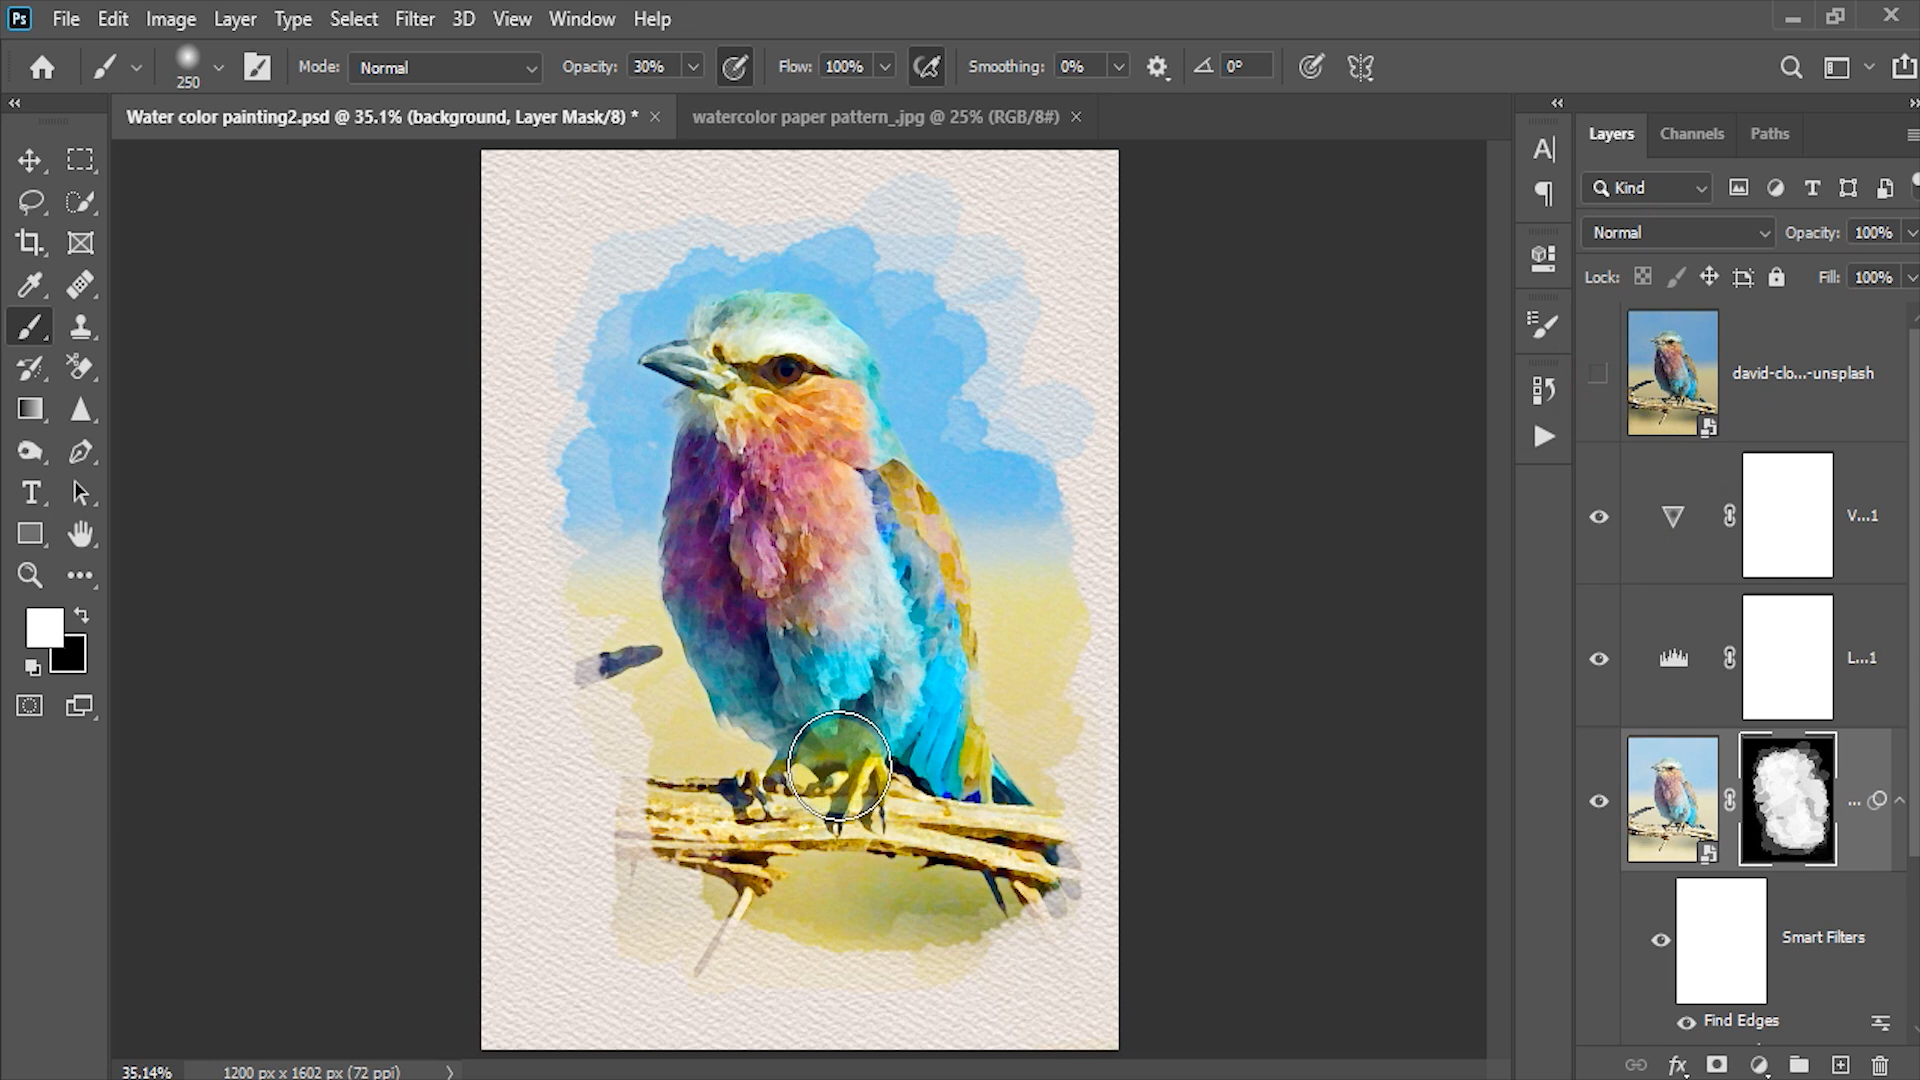 Ps File Edit Image Layer Type Select Filter 3D View Window Help
250 Mode: Normal Opacity: 30% Flow: 100% Smoothing: 0% 0°
Water color painting2.psd @ 35.1% (background, Layer Mask/8) * × watercolor paper pattern_.jpg @ 25% (RGB/8#) ×
Layers Channels Paths
Kind
Normal Opacity: 100%
Lock: Fill: 100%
david-clo...-unsplash
V...1
L...1
...
Smart Filters
Find Edges
35.14% 1200 px x 1602 px (72 ppi)